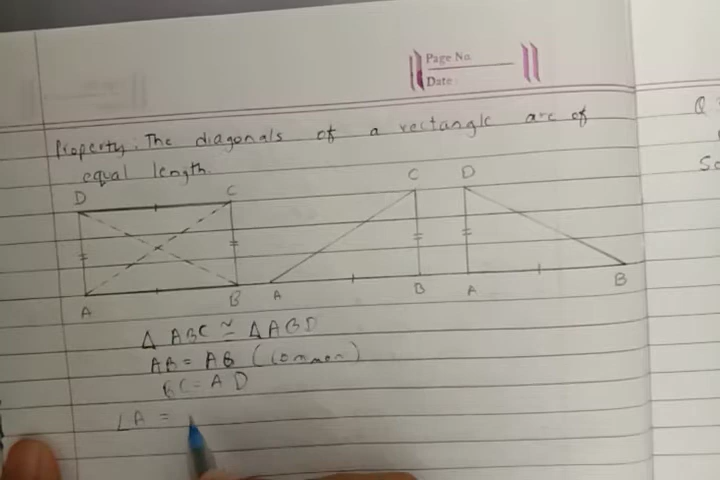 Page No.
Date
Property: The diagonals of a rectangle are of
equal length.
D C C D
A B A B A B
Δ ABC ≅ Δ ABD
AB = AB (common)
BC = AD
∠A =
Q